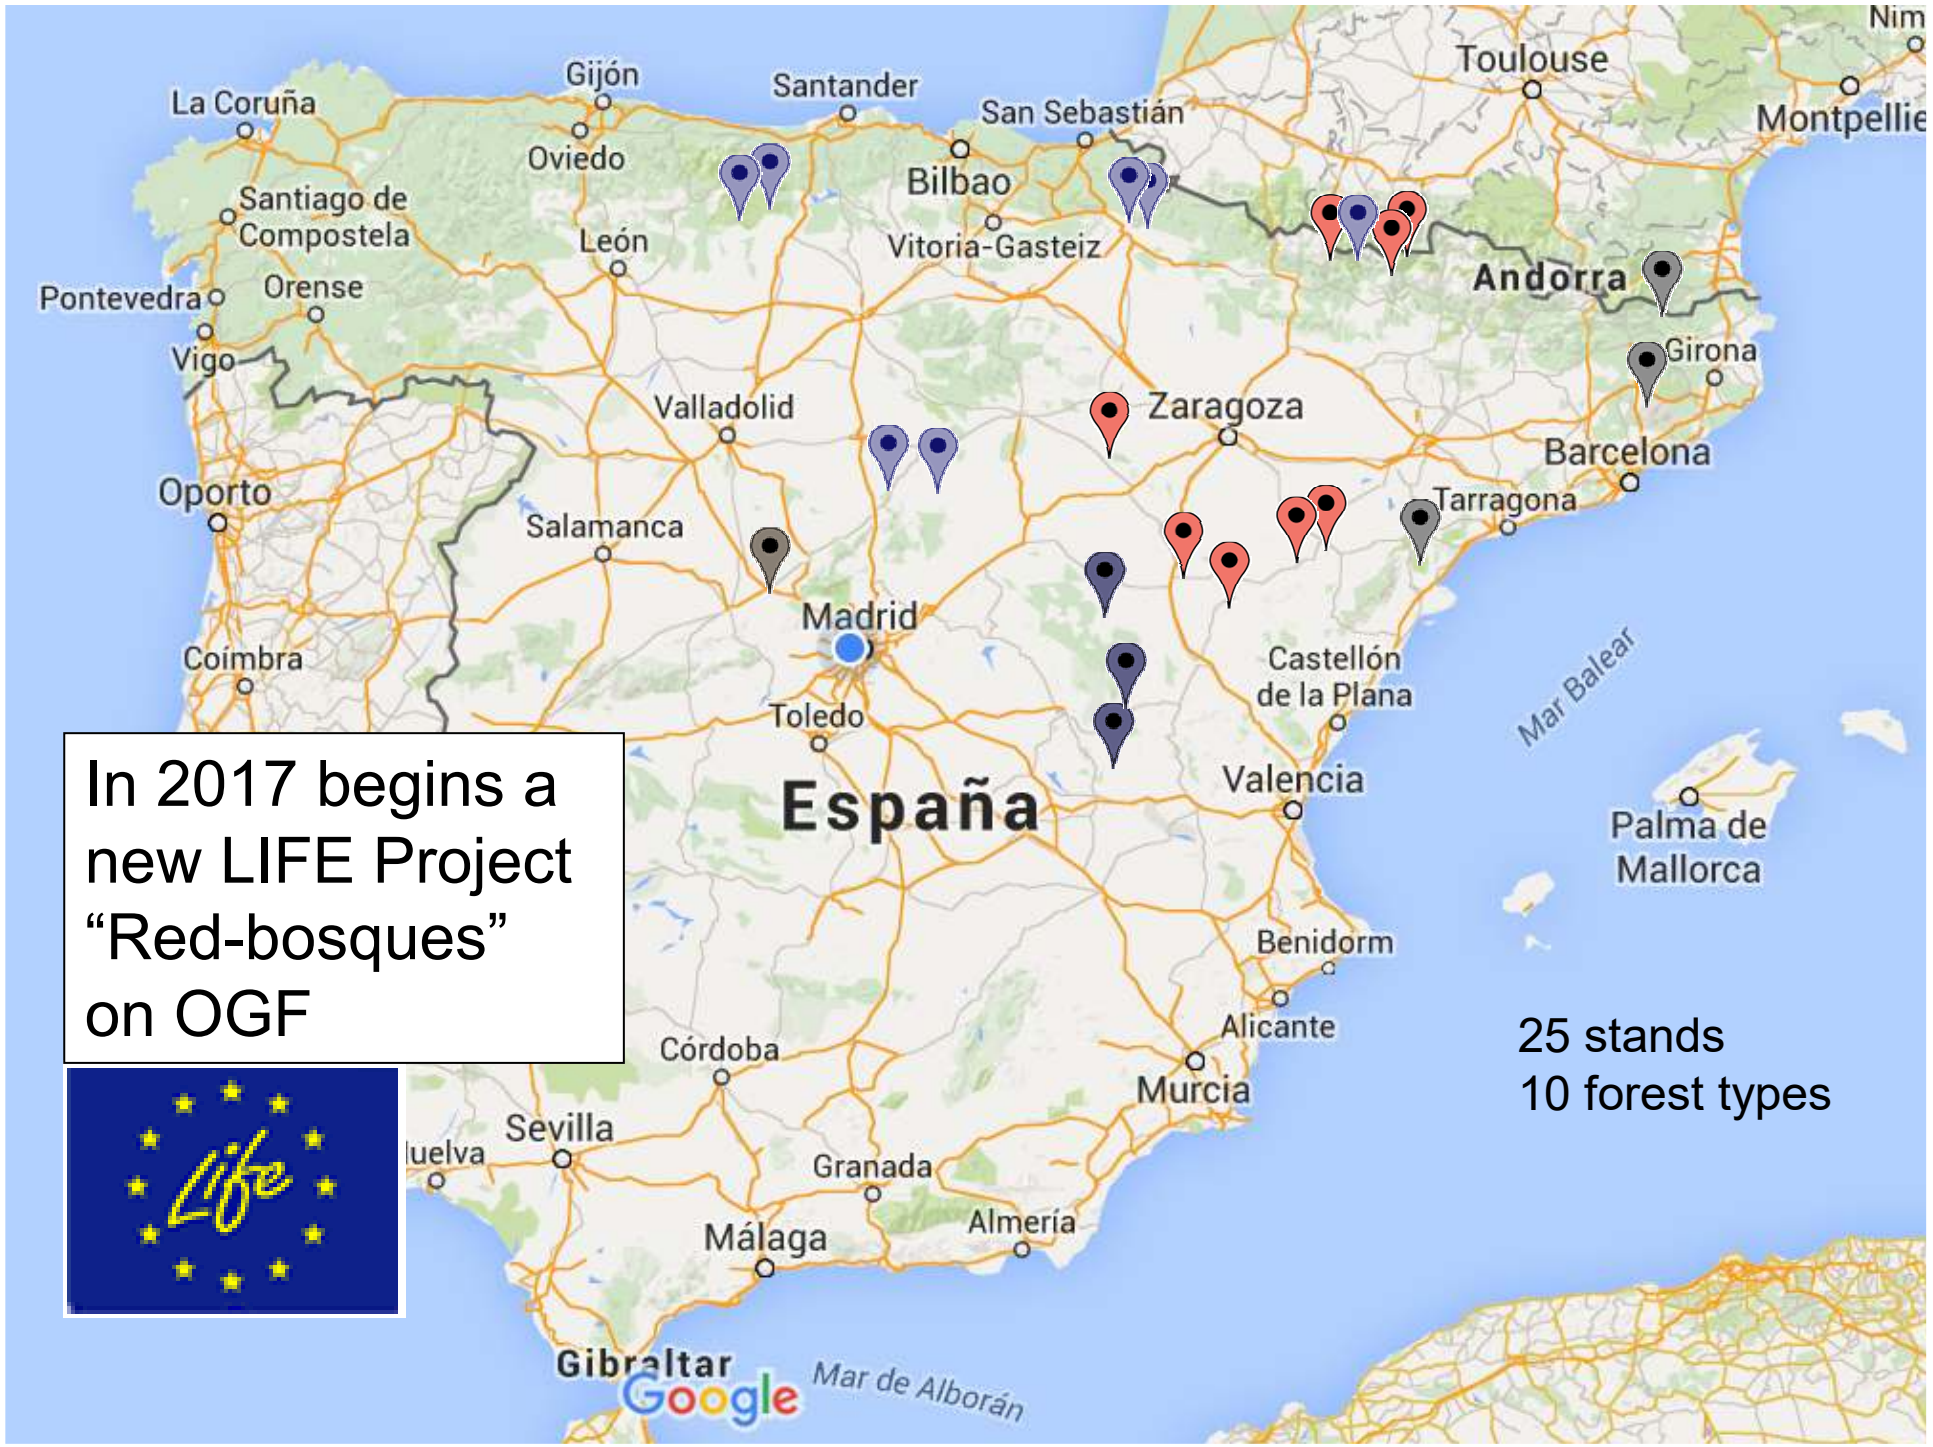 Nim
Toulouse
Gijón
Santander
La Coruña
San Sebastián
Montpellie
Oviedo
Bilbao
Santiago de
Compostela
León
Vitoria-Gasteiz
Andorra
Orense
Pontevedra
Vigo
Girona
Valladolid
Zaragoza
Barcelona
Oporto
Tarragona
Salamanca
Madrid
Coímbra
Castellón
de la Plana
Mar Balear
Toledo
Valencia
España
Palma de
Mallorca
In 2017 begins a
new LIFE Project
“Red-bosques”
on OGF
Benidorm
Alicante
25 stands
10 forest types
Córdoba
Murcia
Life
Sevilla
uelva
Granada
Almería
Málaga
Gibraltar
Google
Mar de Alborán